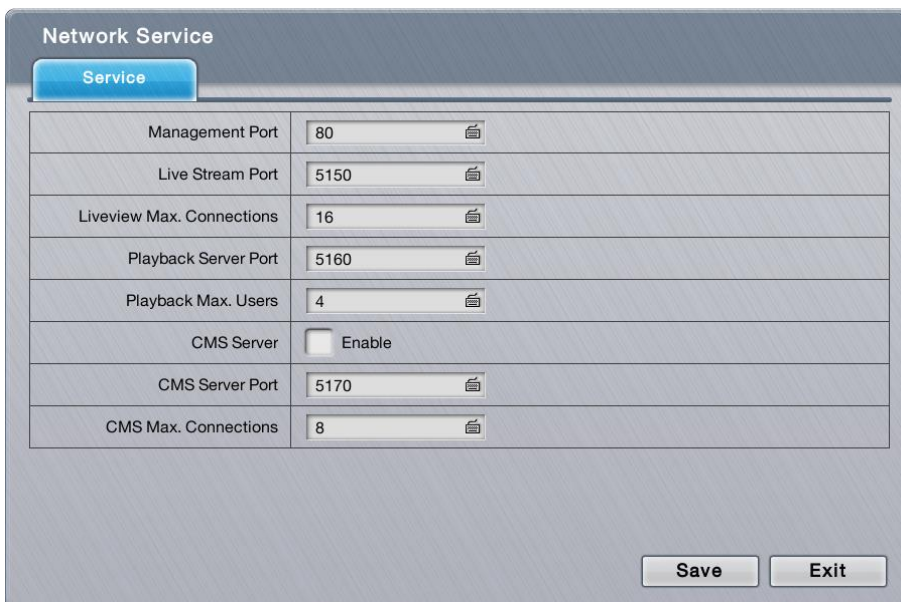 Network Service
Service
Management Port 80
Live Stream Port 5150
Liveview Max. Connections 16
Playback Server Port 5160
Playback Max. Users 4
CMS Server Enable
CMS Server Port 5170
CMS Max. Connections 8
Save Exit